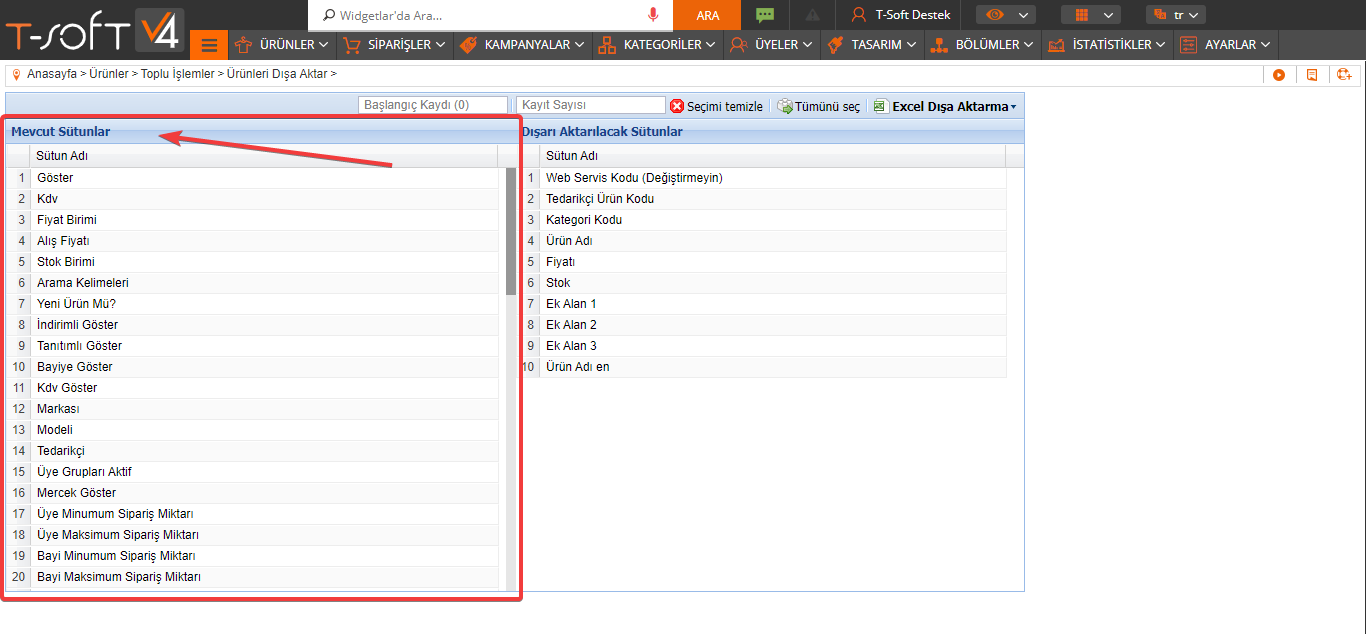 T-SOFT V4
Widgetlar'da Ara...
ARA
T-Soft Destek
tr
ÜRÜNLER
SİPARİŞLER
KAMPANYALAR
KATEGORİLER
ÜYELER
TASARIM
BÖLÜMLER
İSTATİSTİKLER
AYARLAR
Anasayfa > Ürünler > Toplu İşlemler > Ürünleri Dışa Aktar >
Başlangıç Kaydı (0)
Kayıt Sayısı
Seçimi temizle
Tümünü seç
Excel Dışa Aktarma
Mevcut Sütunlar
Sütun Adı
1 Göster
2 Kdv
3 Fiyat Birimi
4 Alış Fiyatı
5 Stok Birimi
6 Arama Kelimeleri
7 Yeni Ürün Mü?
8 İndirimli Göster
9 Tanıtımlı Göster
10 Bayiye Göster
11 Kdv Göster
12 Markası
13 Modeli
14 Tedarikçi
15 Üye Grupları Aktif
16 Mercek Göster
17 Üye Minumum Sipariş Miktarı
18 Üye Maksimum Sipariş Miktarı
19 Bayi Minumum Sipariş Miktarı
20 Bayi Maksimum Sipariş Miktarı
Dışarı Aktarılacak Sütunlar
Sütun Adı
1 Web Servis Kodu (Değiştirmeyin)
2 Tedarikçi Ürün Kodu
3 Kategori Kodu
4 Ürün Adı
5 Fiyatı
6 Stok
7 Ek Alan 1
8 Ek Alan 2
9 Ek Alan 3
10 Ürün Adı en